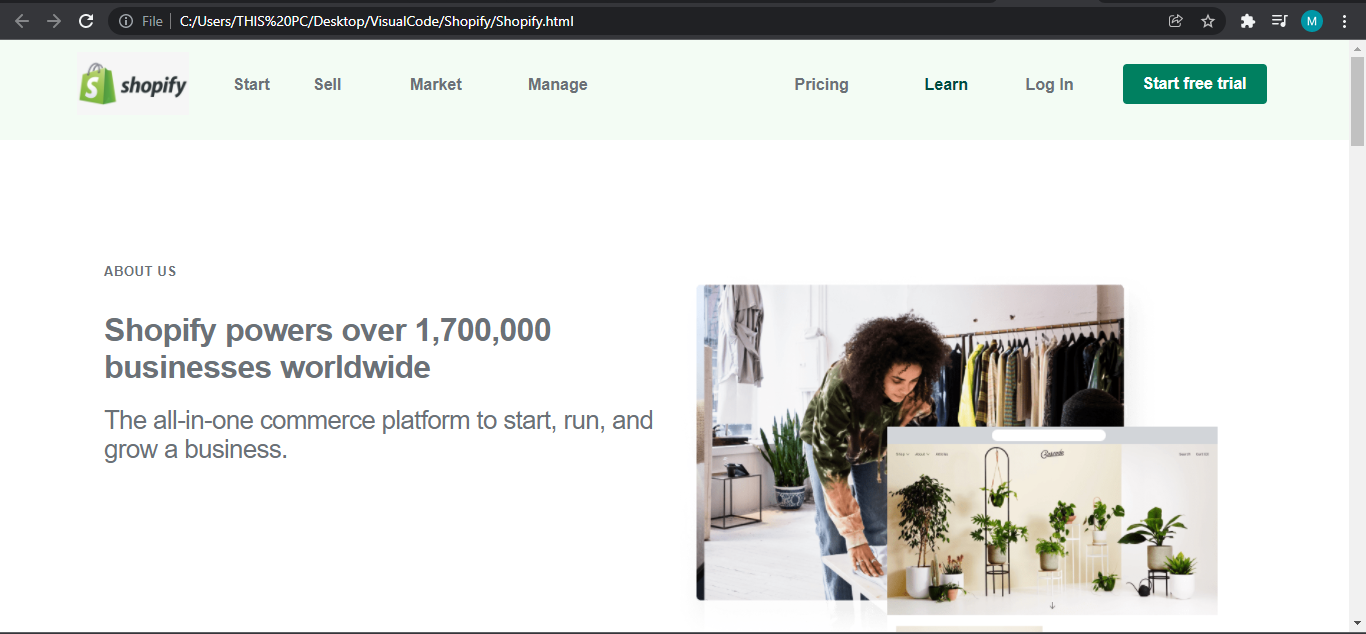 File
C:/Users/THIS%20PC/Desktop/VisualCode/Shopify/Shopify.html
M
shopify
Start Sell Market Manage Pricing Learn Log In Start free trial
ABOUT US
Shopify powers over 1,700,000
businesses worldwide
The all-in-one commerce platform to start, run, and
grow a business.